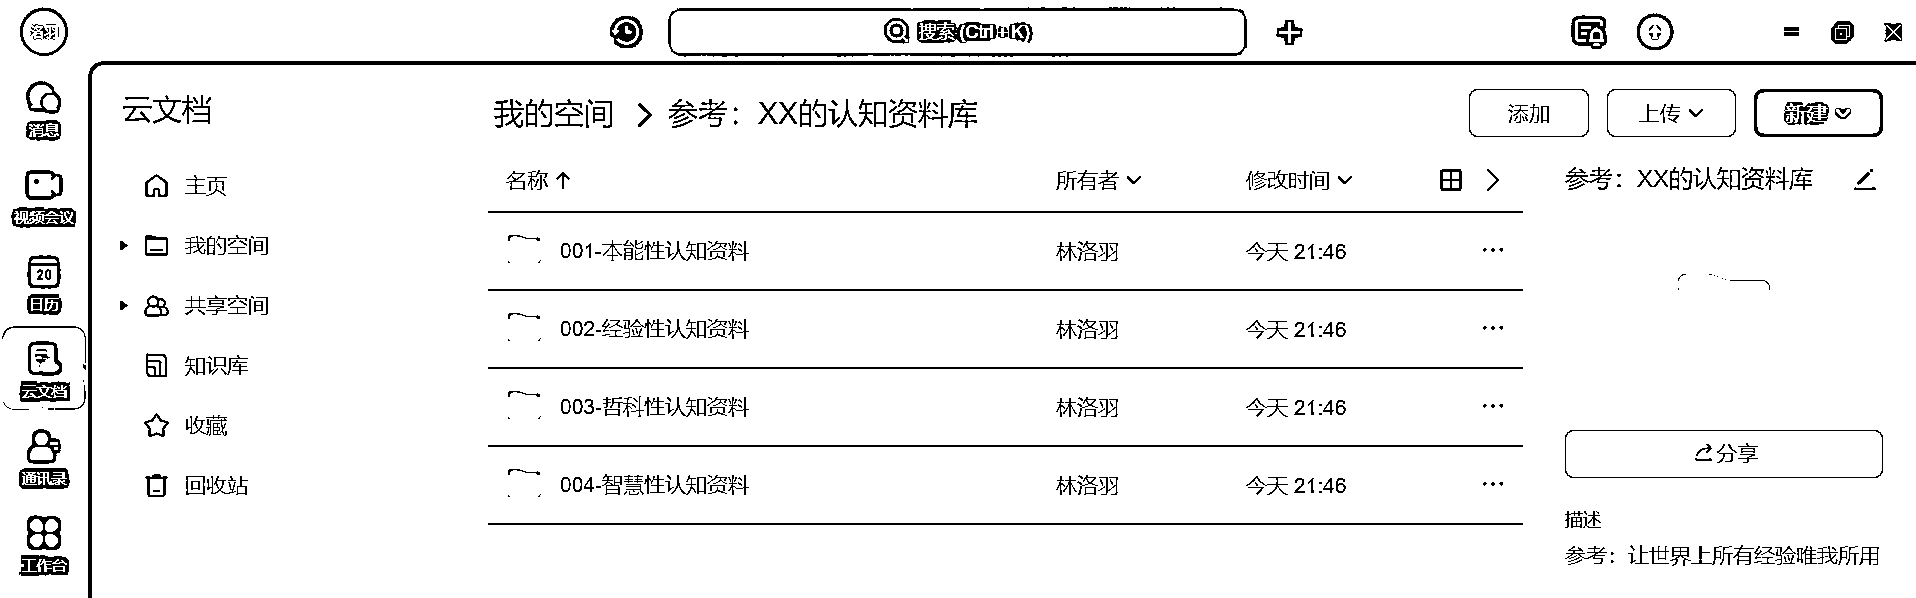 洛羽
搜索 (Ctrl+K)
消息
视频会议
20
日历
云文档
通讯录
工作台
云文档
主页
我的空间
共享空间
知识库
收藏
回收站
我的空间 > 参考：XX的认知资料库
添加 上传 新建
名称 所有者 修改时间
001-本能性认知资料 林洛羽 今天 21:46
002-经验性认知资料 林洛羽 今天 21:46
003-哲科性认知资料 林洛羽 今天 21:46
004-智慧性认知资料 林洛羽 今天 21:46
参考：XX的认知资料库
分享
描述
参考：让世界上所有经验唯我所用